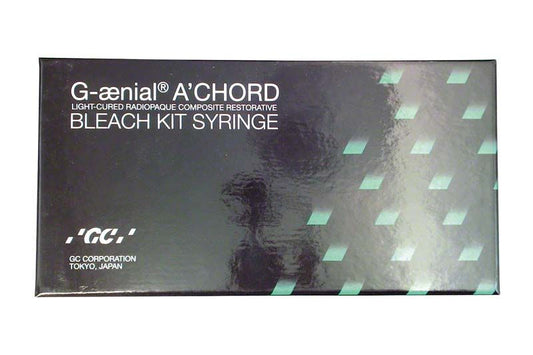 G-ænial® A'CHORD
LIGHT-CURED RADIOPAQUE COMPOSITE RESTORATIVE
BLEACH KIT SYRINGE
'GC.'
GC CORPORATION
TOKYO, JAPAN